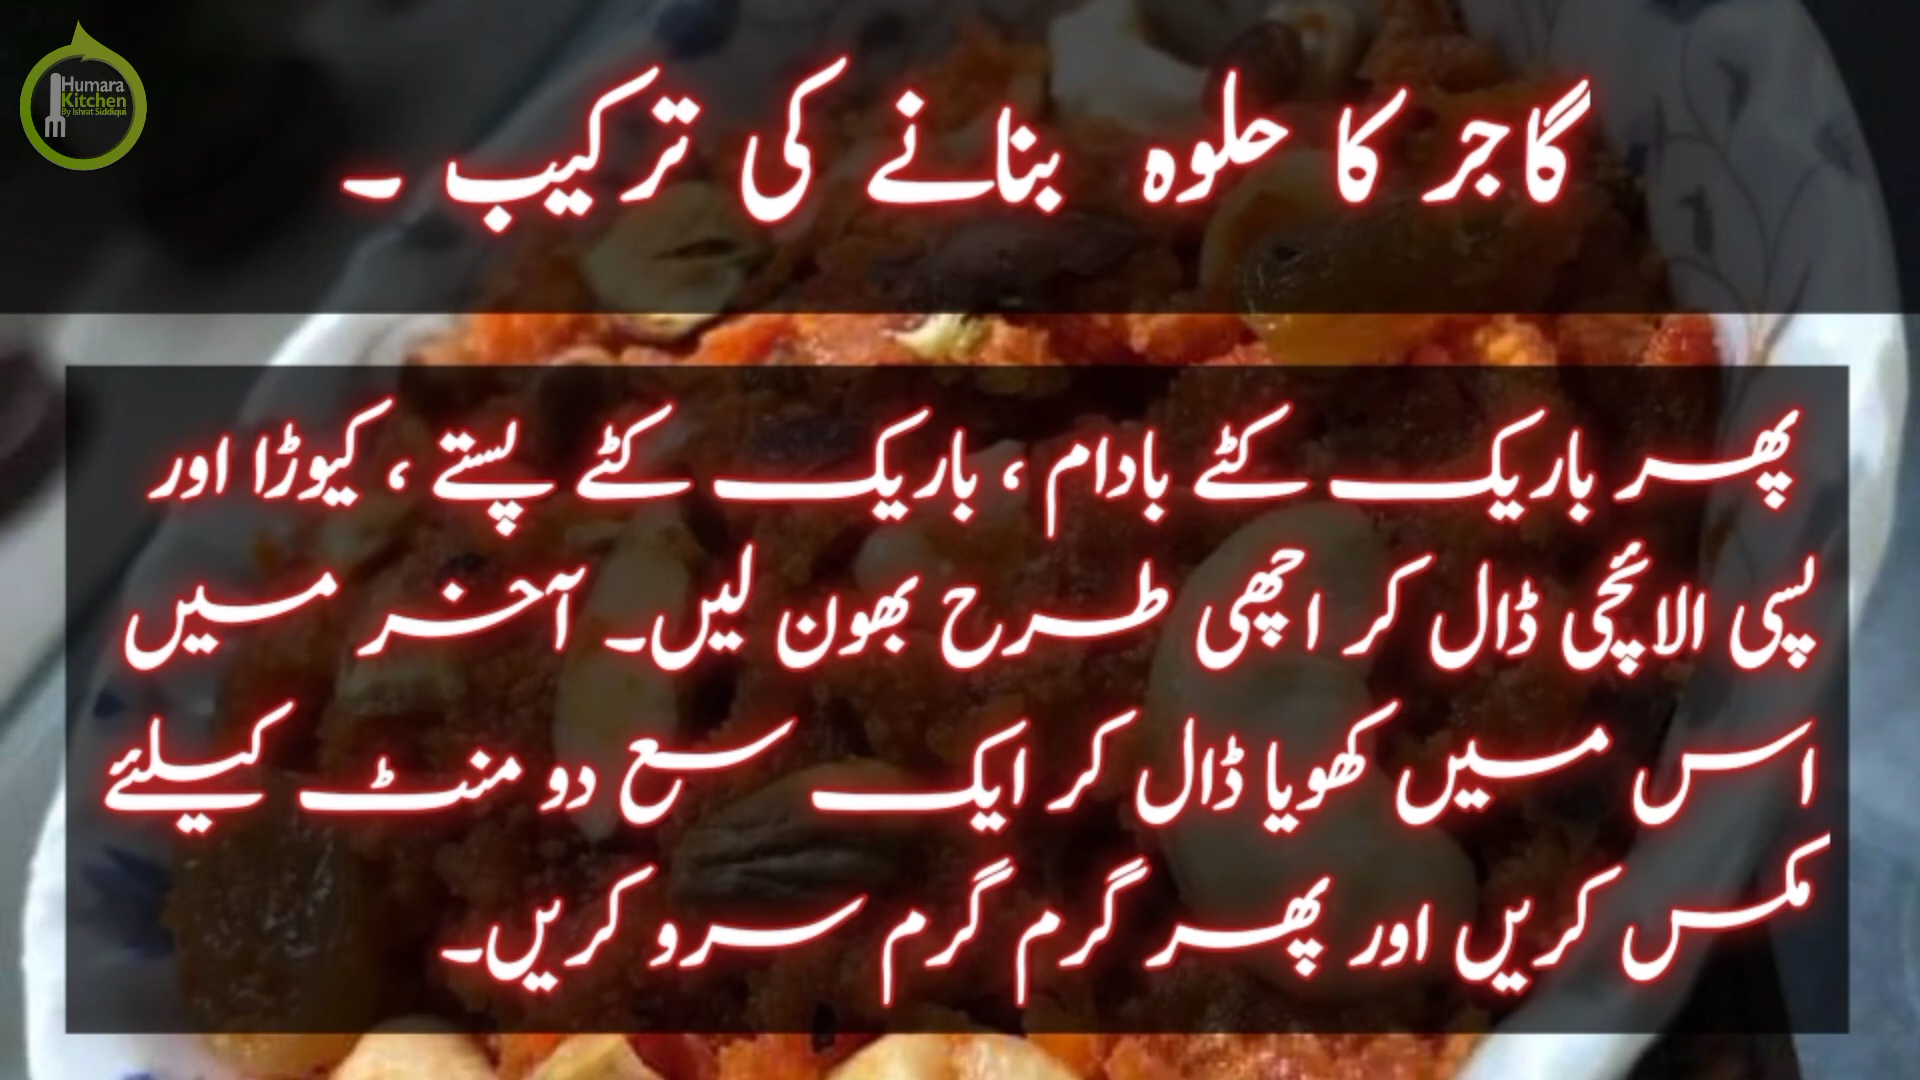 Humara
Kitchen
By Ishrat Siddiqui
گاجر کا حلوہ بنانے کی ترکیب ۔
پھر باریک کٹے بادام ، باریک کٹے پستے ، کیوڑا اور
پسی الائچی ڈال کر اچھی طرح بھون لیں۔ آخر میں
اس میں کھویا ڈال کر ایک سع دو منٹ کیلئے
مکس کریں اور پھر گرم گرم سرو کریں۔